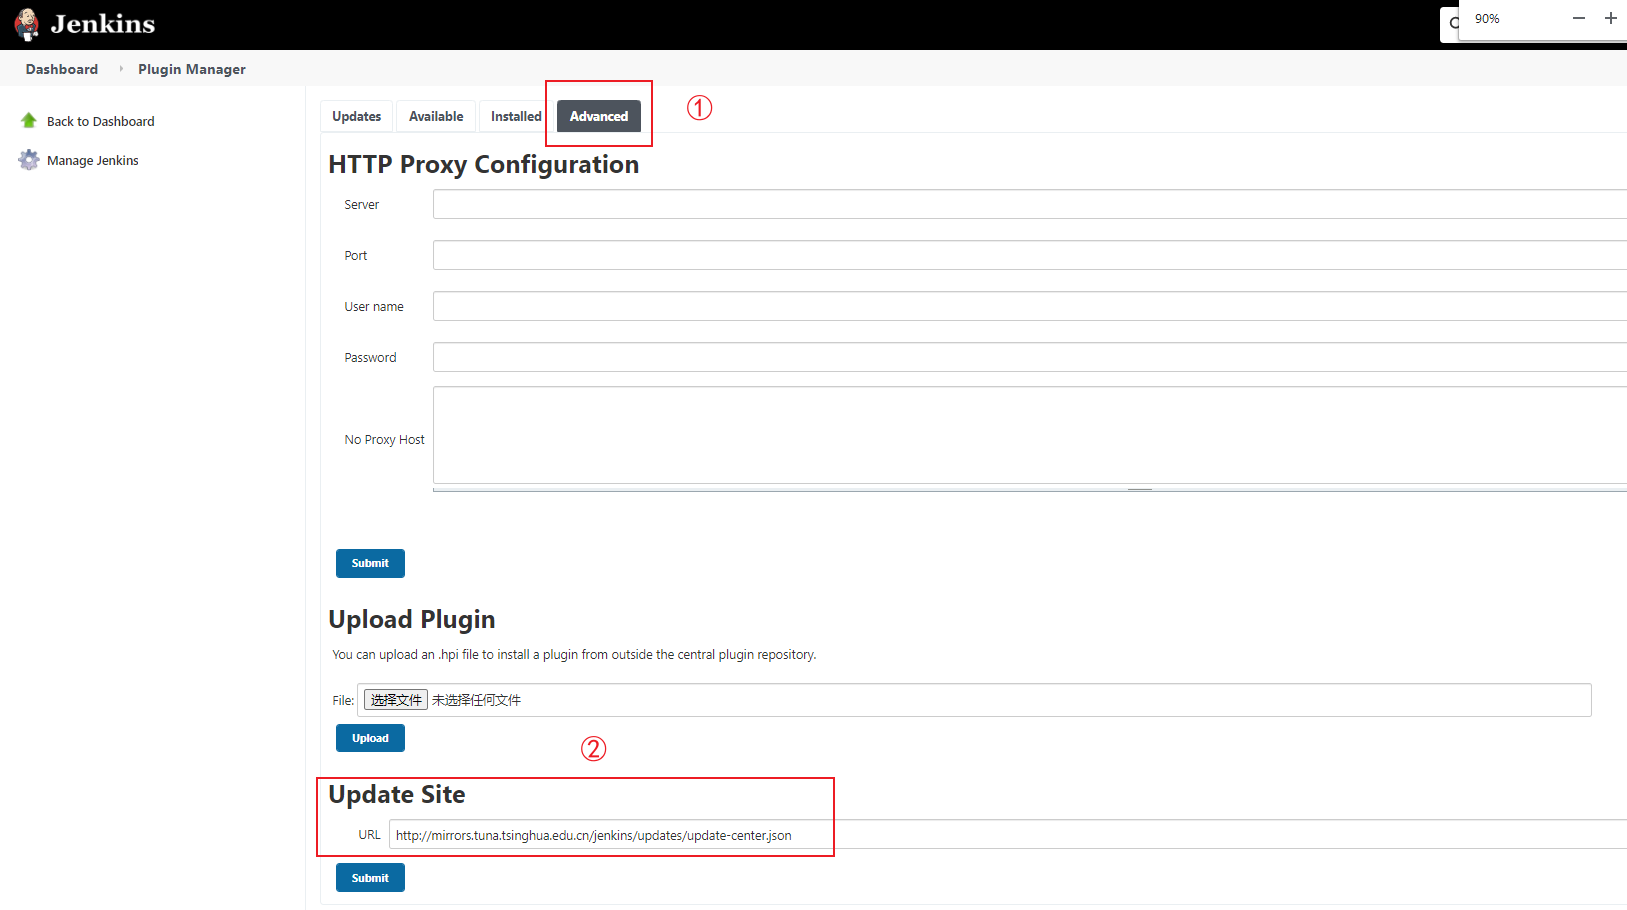 Jenkins
90%
Dashboard
Plugin Manager
Back to Dashboard
Manage Jenkins
Updates
Available
Installed
Advanced
①
HTTP Proxy Configuration
Server
Port
User name
Password
No Proxy Host
Submit
Upload Plugin
You can upload an .hpi file to install a plugin from outside the central plugin repository.
File: 选择文件 未选择任何文件
Upload
②
Update Site
URL http://mirrors.tuna.tsinghua.edu.cn/jenkins/updates/update-center.json
Submit